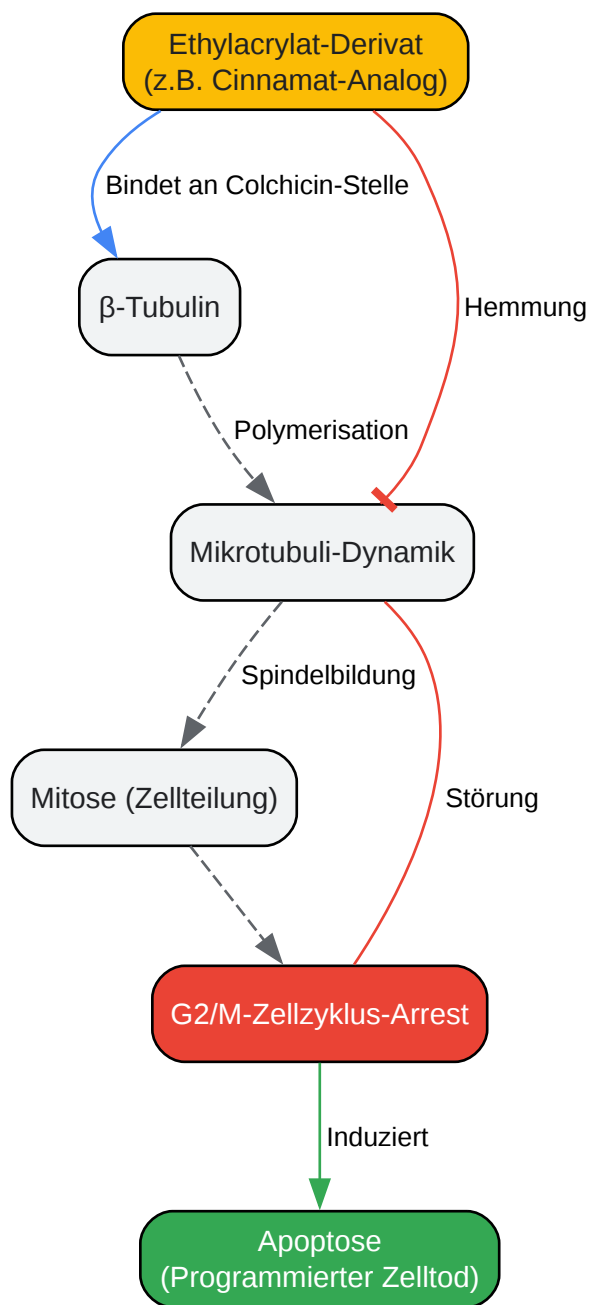 Ethylacrylat-Derivat
(z.B. Cinnamat-Analog)
Bindet an Colchicin-Stelle
β-Tubulin
Hemmung
Polymerisation
Mikrotubuli-Dynamik
Spindelbildung
Mitose (Zellteilung)
Störung
G2/M-Zellzyklus-Arrest
Induziert
Apoptose
(Programmierter Zelltod)